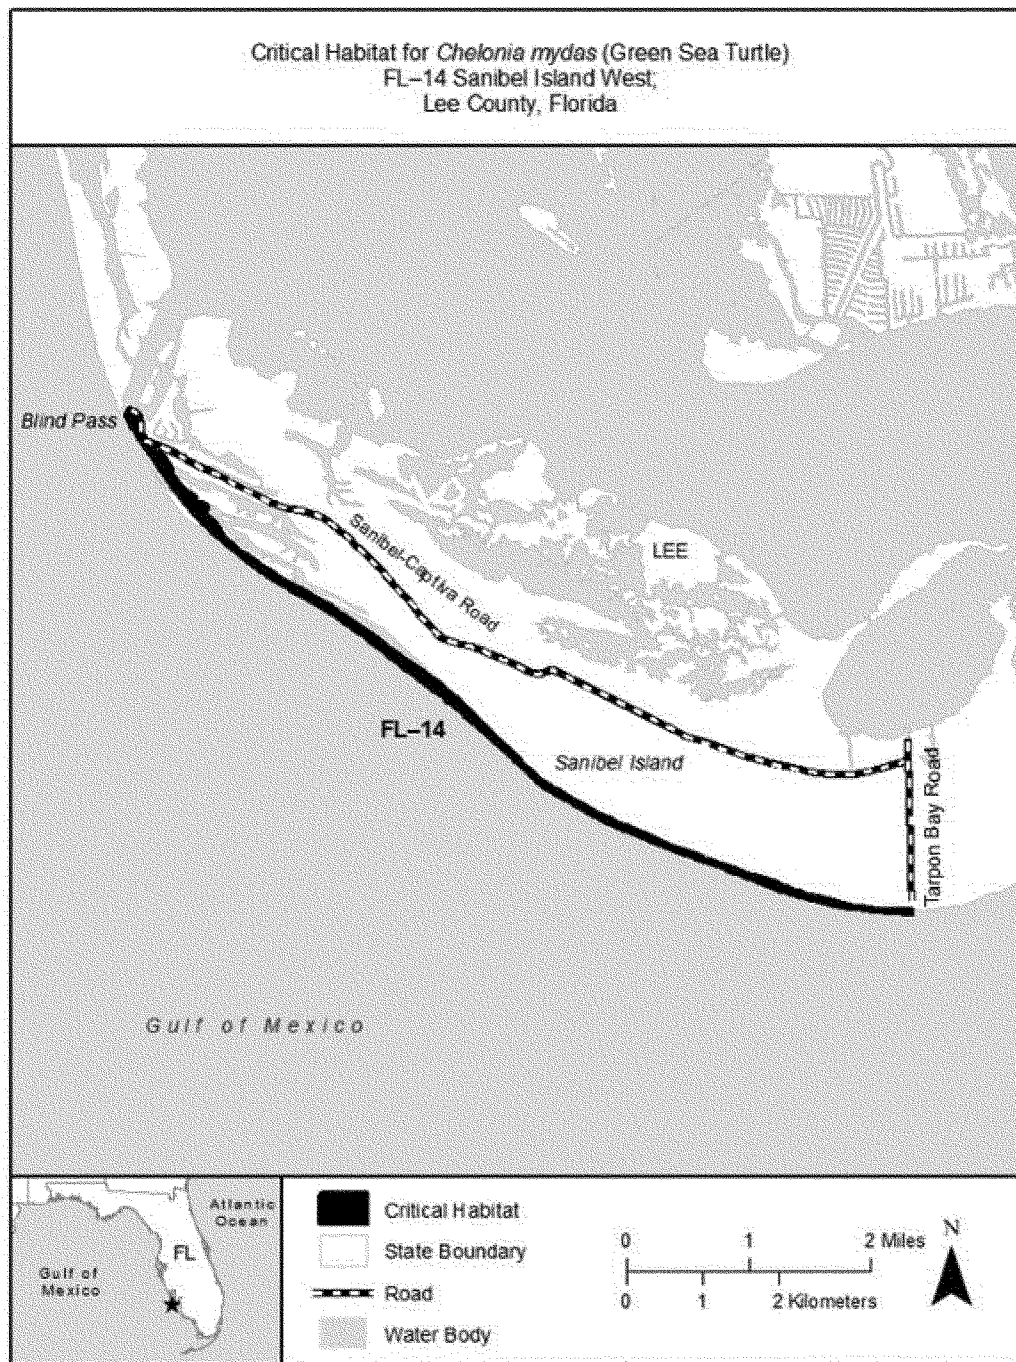 Critical Habitat for Chelonia mydas (Green Sea Turtle)
FL–14 Sanibel Island West,
Lee County, Florida
Blind Pass
Sanibel-Captiva Road
LEE
FL–14
Sanibel Island
Tarpon Bay Road
Gulf of Mexico
Atlantic
Ocean
FL
Gulf of
Mexico
Critical Habitat
State Boundary
Road
Water Body
0 1 2 Miles
0 1 2 Kilometers
N